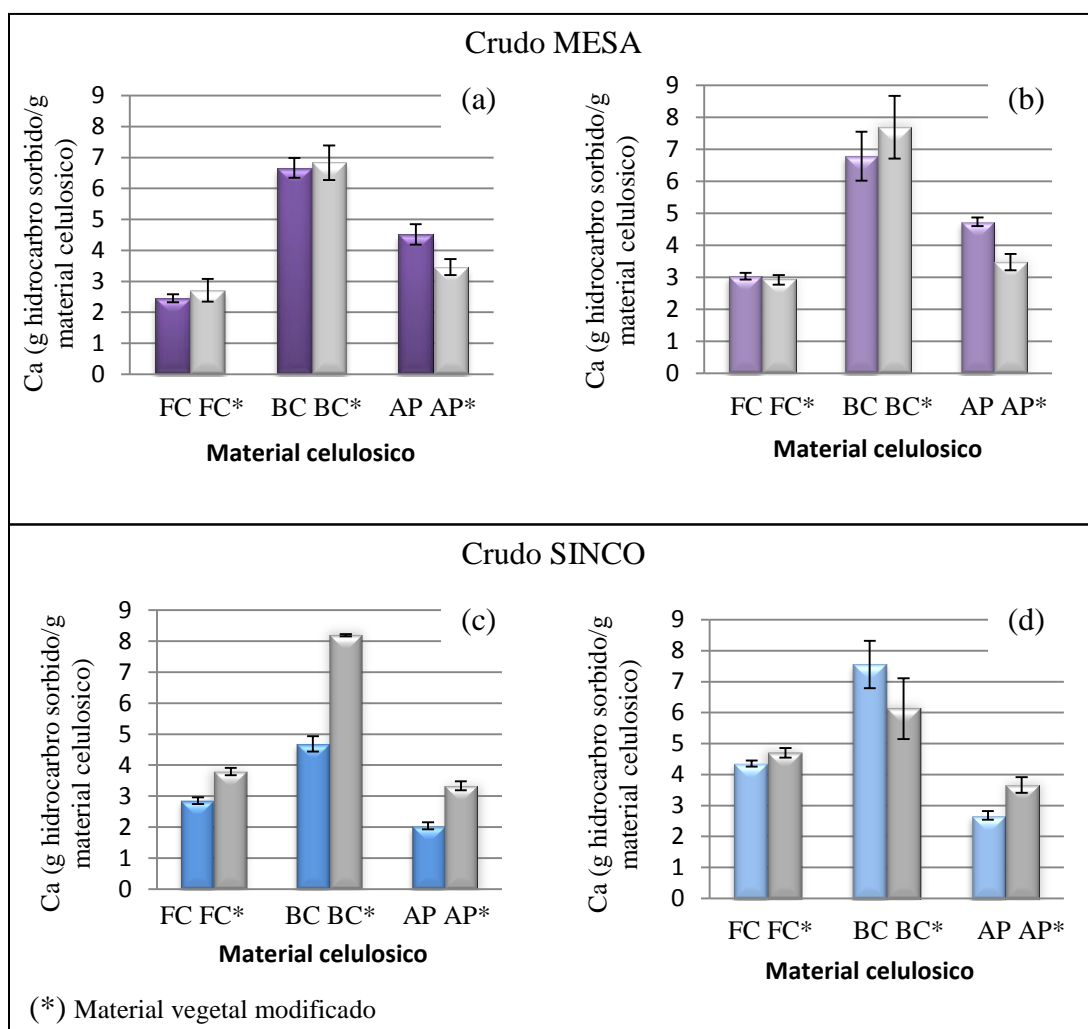 Crudo MESA
(a)
Ca (g hidrocarbro sorbido/g
material celulosico)
9
8
7
6
5
4
3
2
1
0
FC FC* BC BC* AP AP*
Material celulosico
(b)
Ca (g hidrocarbro sorbido/g
material celulosico)
9
8
7
6
5
4
3
2
1
0
FC FC* BC BC* AP AP*
Material celulosico
Crudo SINCO
(c)
Ca (g hidrocarbro sorbido/g
material celulosico)
9
8
7
6
5
4
3
2
1
0
FC FC* BC BC* AP AP*
Material celulosico
(d)
Ca (g hidrocarbro sorbido/g
material celulosico)
9
8
7
6
5
4
3
2
1
0
FC FC* BC BC* AP AP*
Material celulosico
(*) Material vegetal modificado